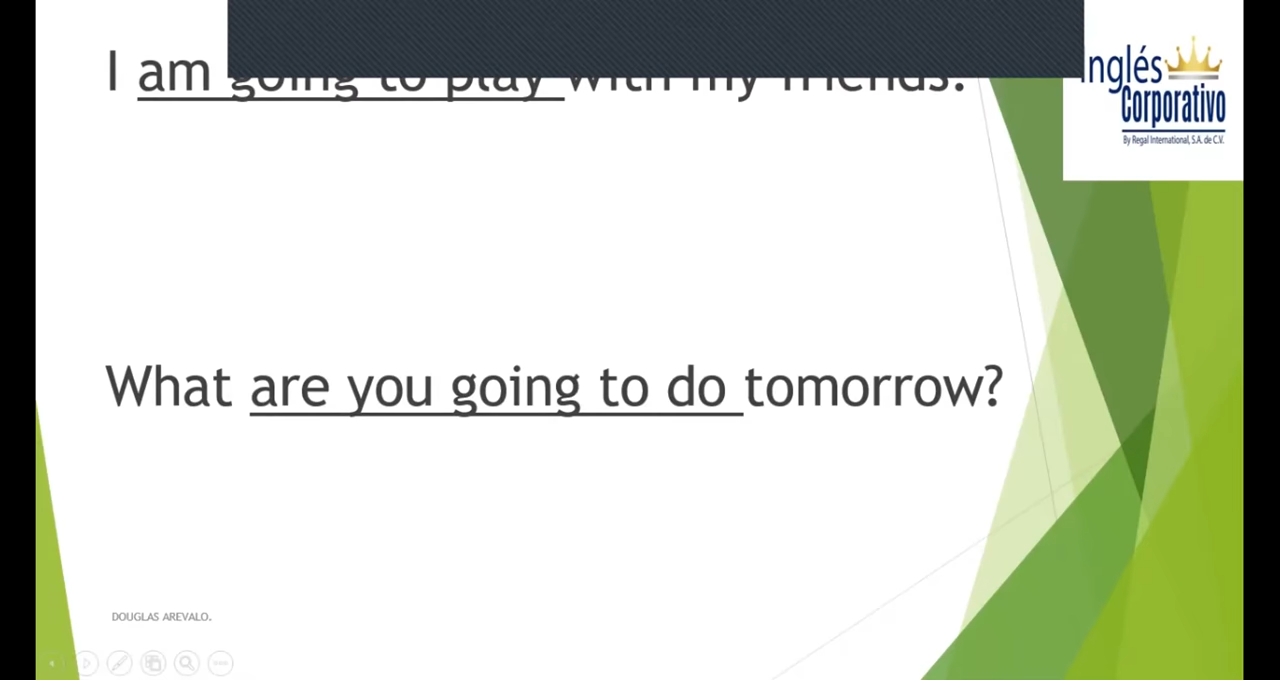 I am going to play with my friends.
Inglés
Corporativo
By Regal International, S.A. de C.V.
What are you going to do tomorrow?
DOUGLAS AREVALO.